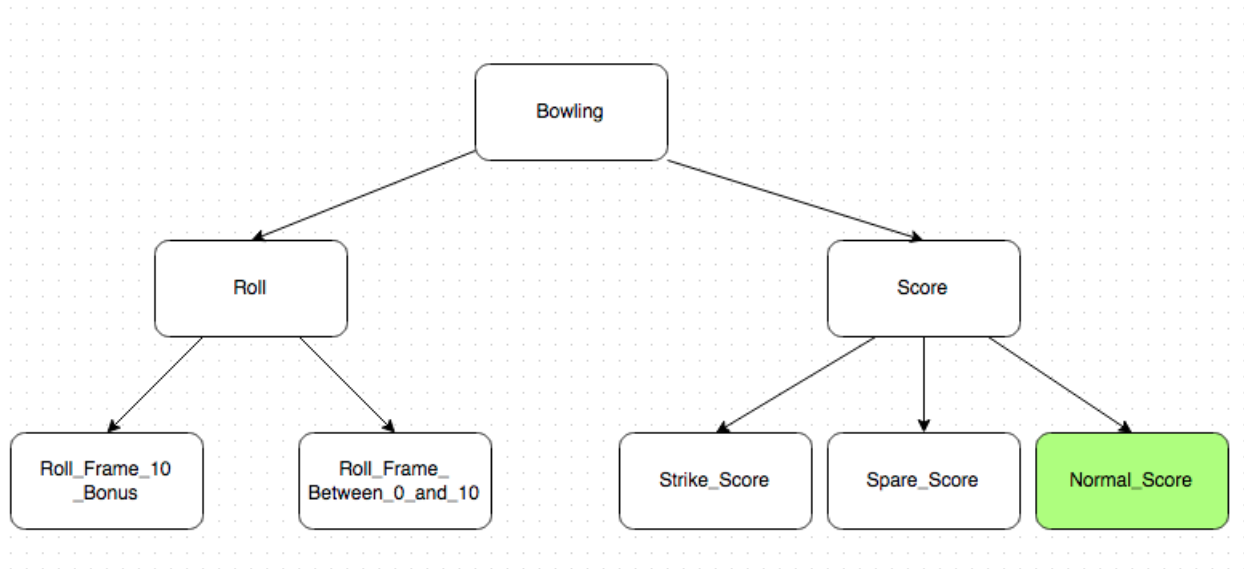 Bowling
Roll
Score
Roll_Frame_10
_Bonus
Roll_Frame_
Between_0_and_10
Strike_Score
Spare_Score
Normal_Score